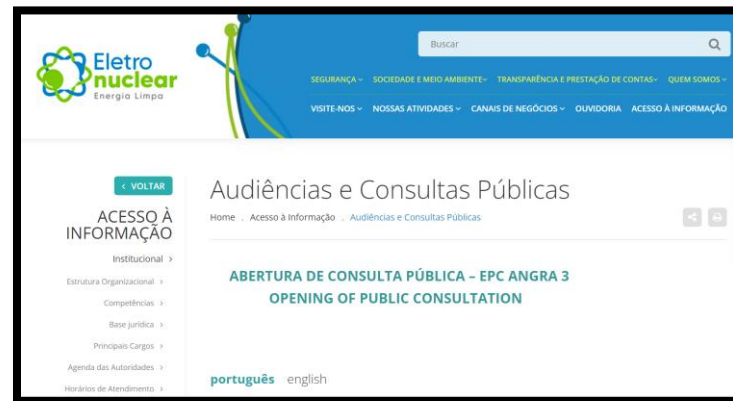 Eletro
nuclear
Energia Limpa
Buscar
SEGURANÇA
SOCIEDADE E MEIO AMBIENTE
TRANSPARÊNCIA E PRESTAÇÃO DE CONTAS
QUEM SOMOS
VISITE-NOS
NOSSAS ATIVIDADES
CANAIS DE NEGÓCIOS
OUVIDORIA
ACESSO À INFORMAÇÃO
‹ VOLTAR
ACESSO À
INFORMAÇÃO
Institucional ›
Estrutura Organizacional ›
Competências ›
Base jurídica ›
Principais Cargos ›
Agenda das Autoridades ›
Horários de Atendimento ›
Audiências e Consultas Públicas
Home . Acesso à Informação . Audiências e Consultas Públicas
ABERTURA DE CONSULTA PÚBLICA – EPC ANGRA 3
OPENING OF PUBLIC CONSULTATION
português english